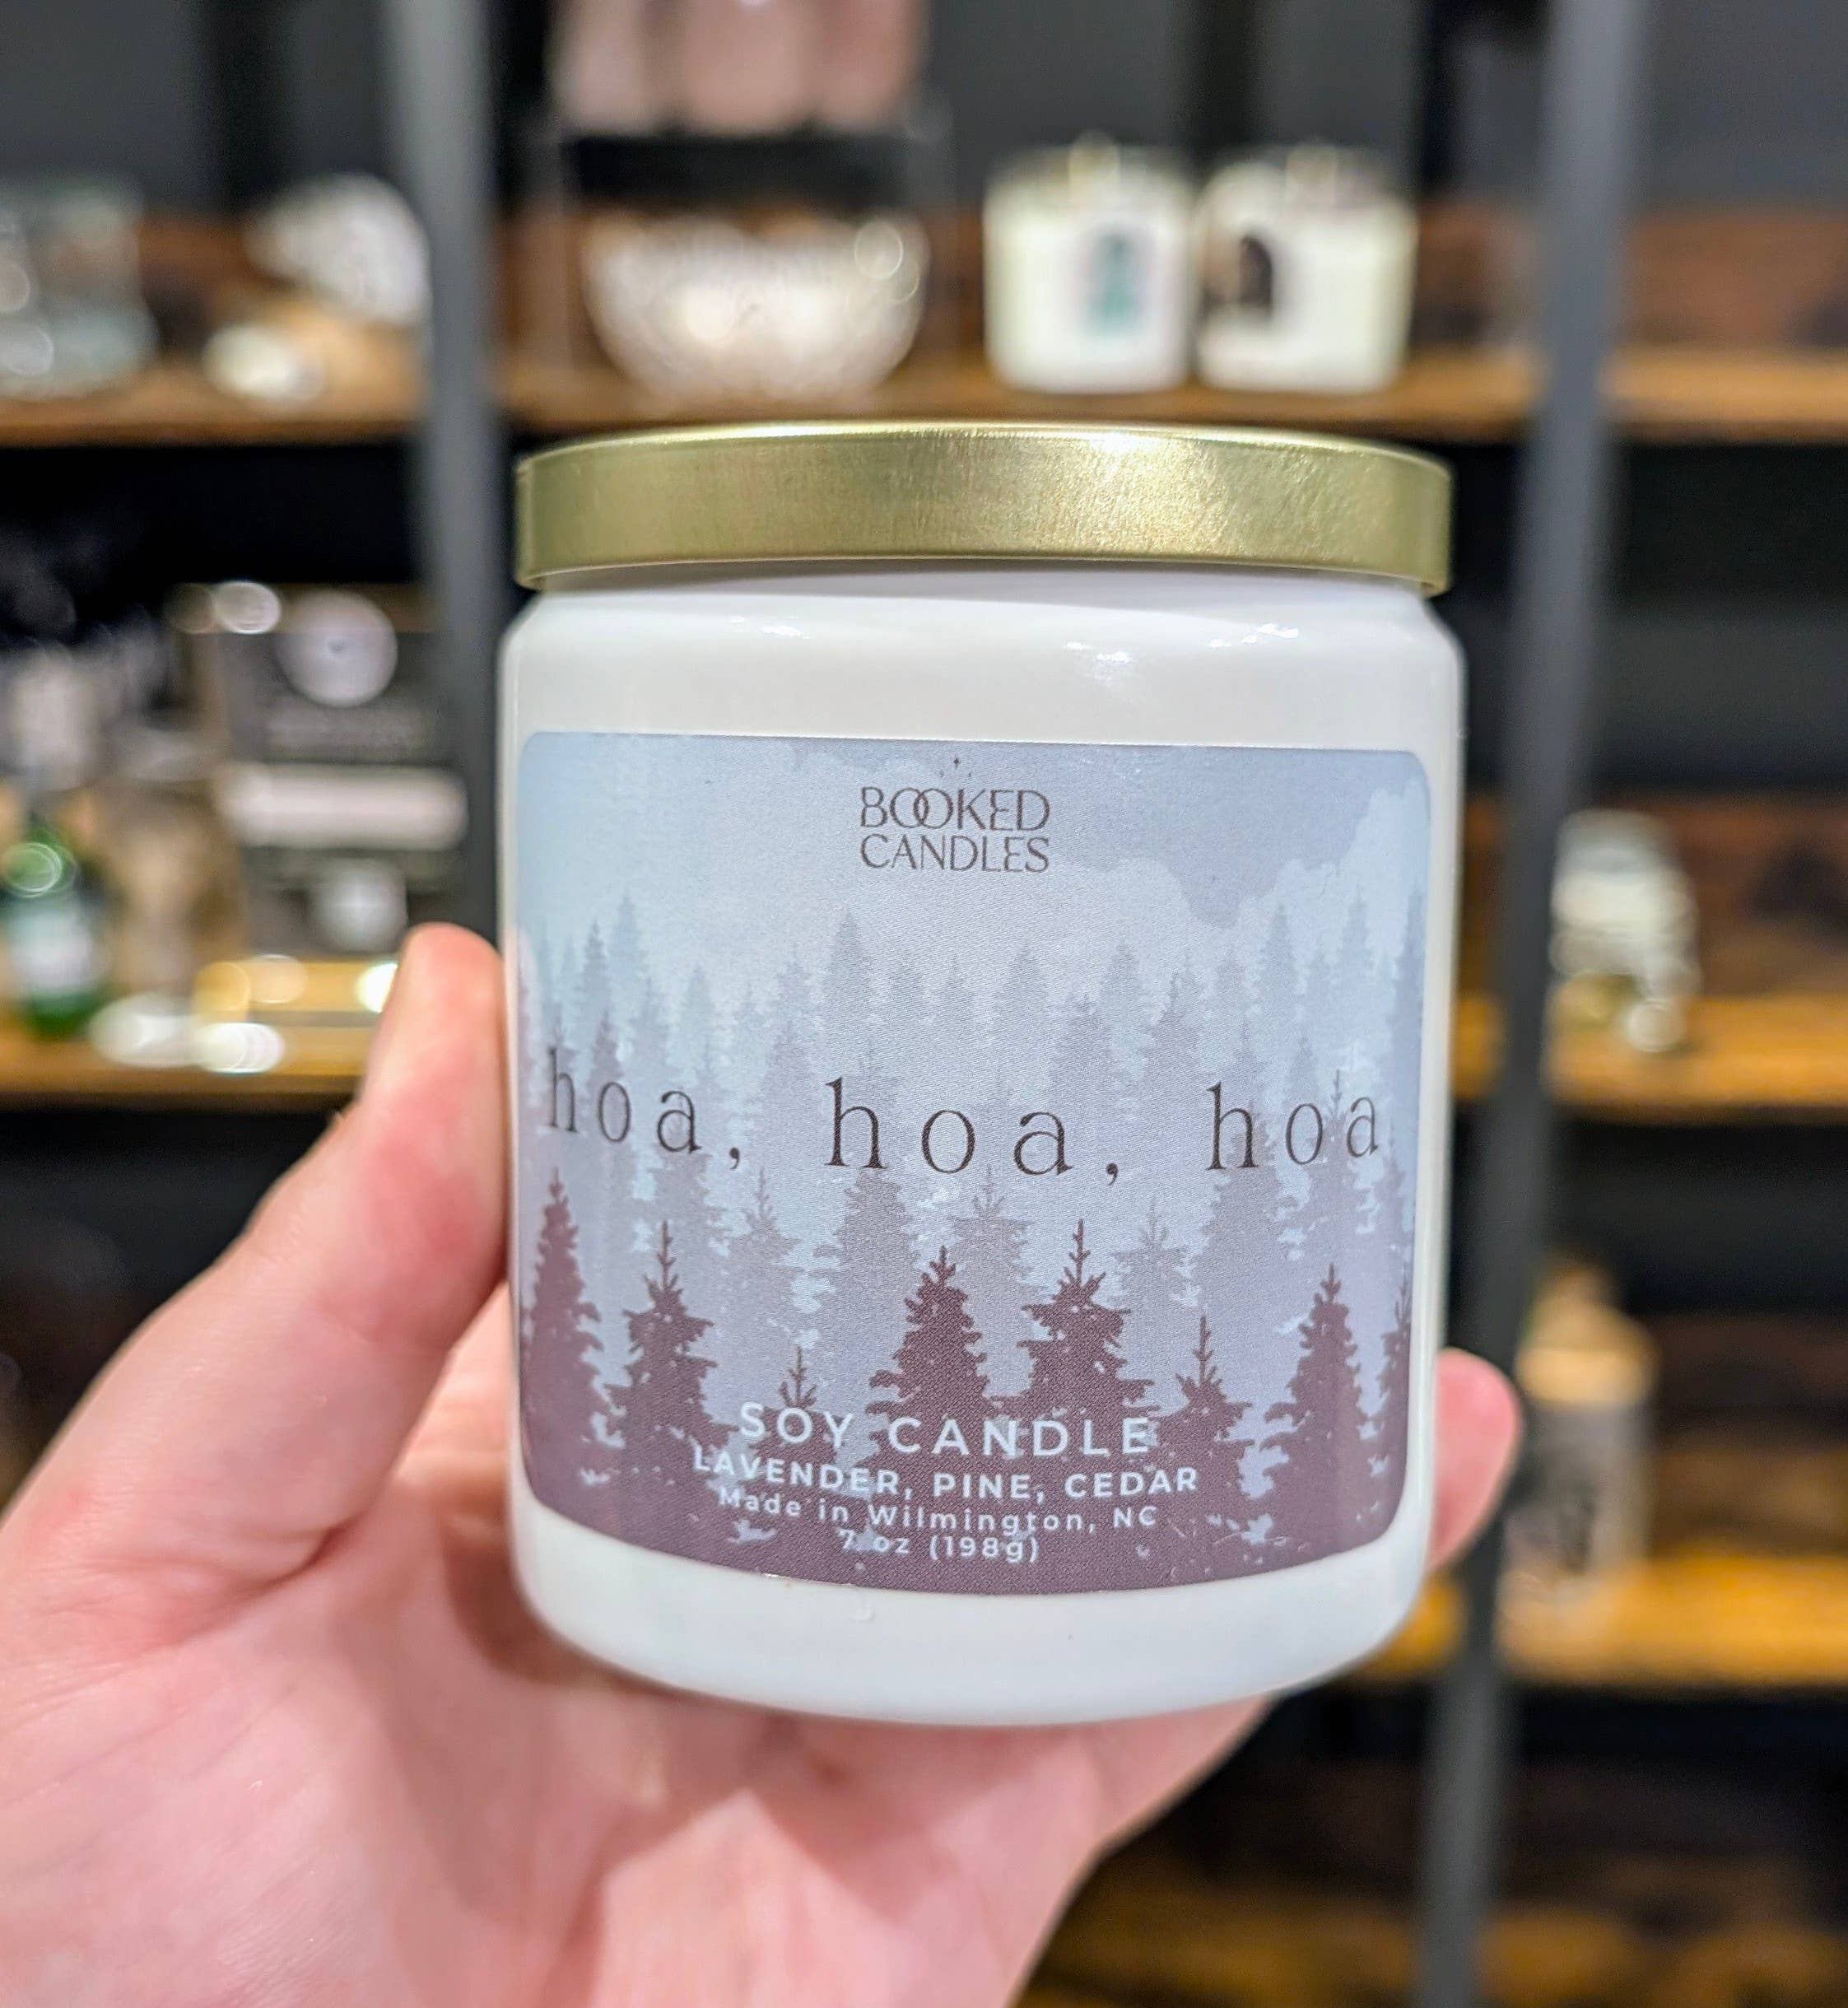 BOOKED
CANDLES
hoa, hoa, hoa
SOY CANDLE
LAVENDER, PINE, CEDAR
Made in Wilmington, NC
7 oz (198g)